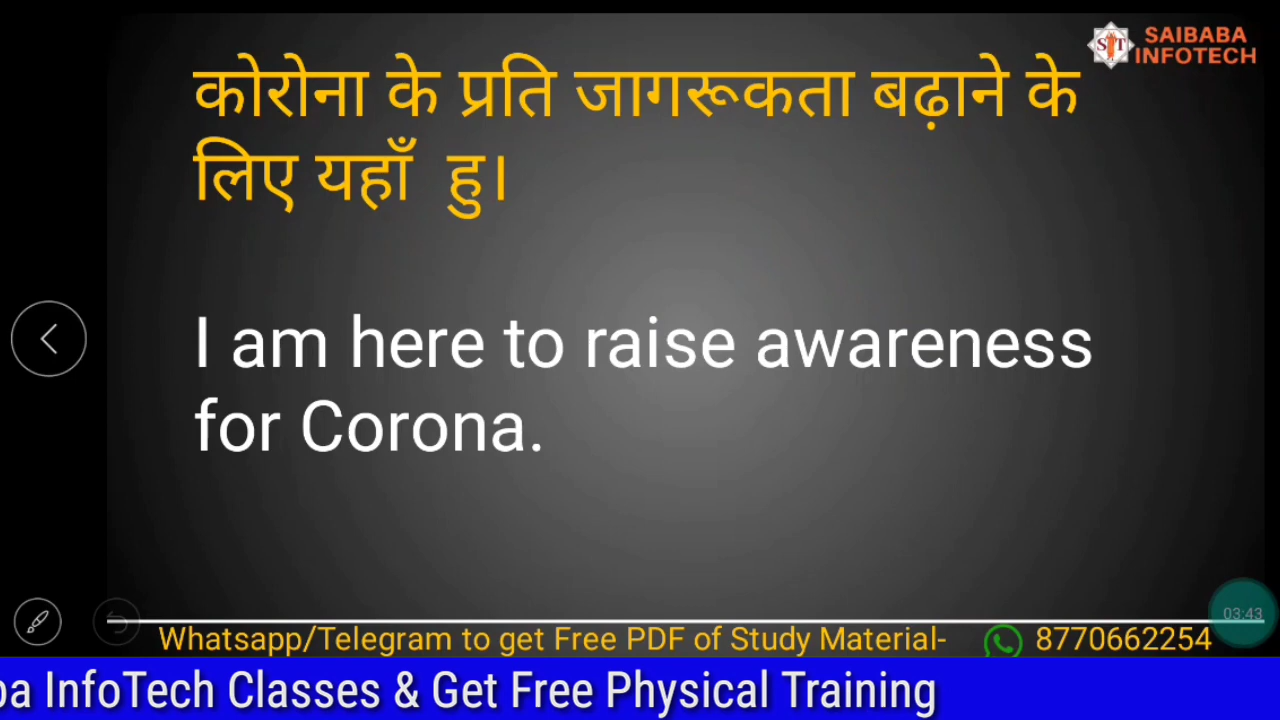 SAIBABA
INFOTECH
कोरोना के प्रति जागरूकता बढ़ाने के
लिए यहाँ हु।
I am here to raise awareness
for Corona.
03:43
Whatsapp/Telegram to get Free PDF of Study Material- 8770662254
ba InfoTech Classes & Get Free Physical Training